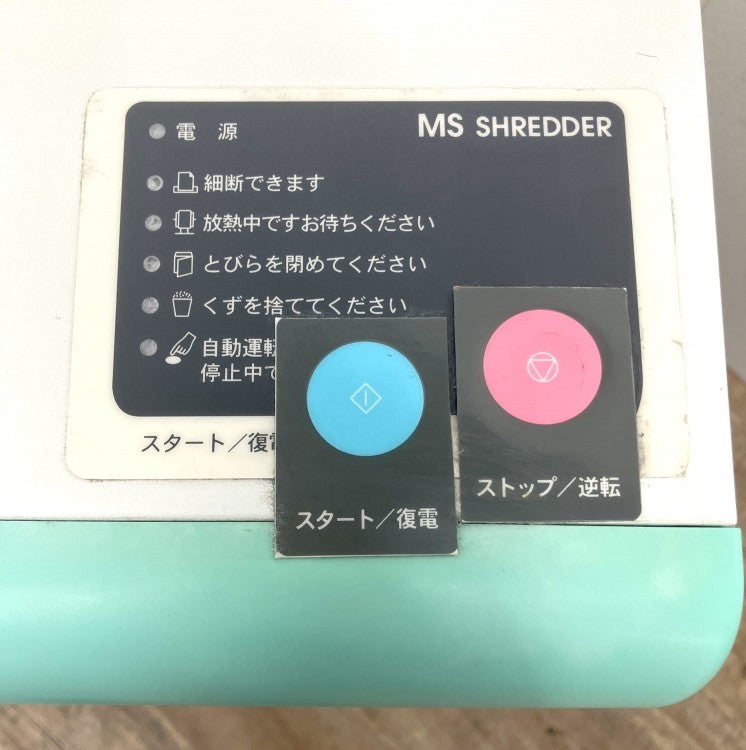 電 源
MS SHREDDER
細断できます
放熱中ですお待ちください
とびらを閉めてください
くずを捨ててください
自動運転
停止中で
スタート／復電
スタート／復電
ストップ／逆転